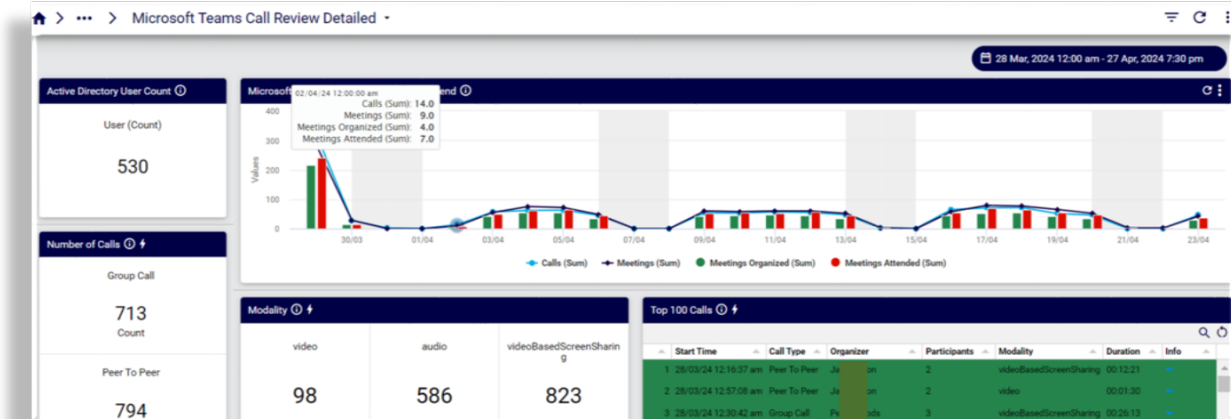 Microsoft Teams Call Review Detailed
28 Mar, 2024 12:00 am - 27 Apr, 2024 7:30 pm
Active Directory User Count
User (Count)
530
Number of Calls
Group Call
713
Count
Peer To Peer
794
Microsoft
02/04/24 12:00:00 am
Calls (Sum): 14.0
Meetings (Sum): 9.0
Meetings Organized (Sum): 4.0
Meetings Attended (Sum): 7.0
Values
400
300
200
100
0
30/03 01/04 03/04 05/04 07/04 09/04 11/04 13/04 15/04 17/04 19/04 21/04 23/04
Calls (Sum) Meetings (Sum) Meetings Organized (Sum) Meetings Attended (Sum)
Modality
video audio videoBasedScreenSharin
g
98 586 823
Top 100 Calls
Start Time Call Type Organizer Participants Modality Duration Info
1 28/03/24 12:16:37 am Peer To Peer 2 videoBasedScreenSharing 00:12:21
2 28/03/24 12:57:08 am Peer To Peer 2 video 00:01:30
3 28/03/24 12:30:42 am Group Call 3 videoBasedScreenSharing 00:26:13